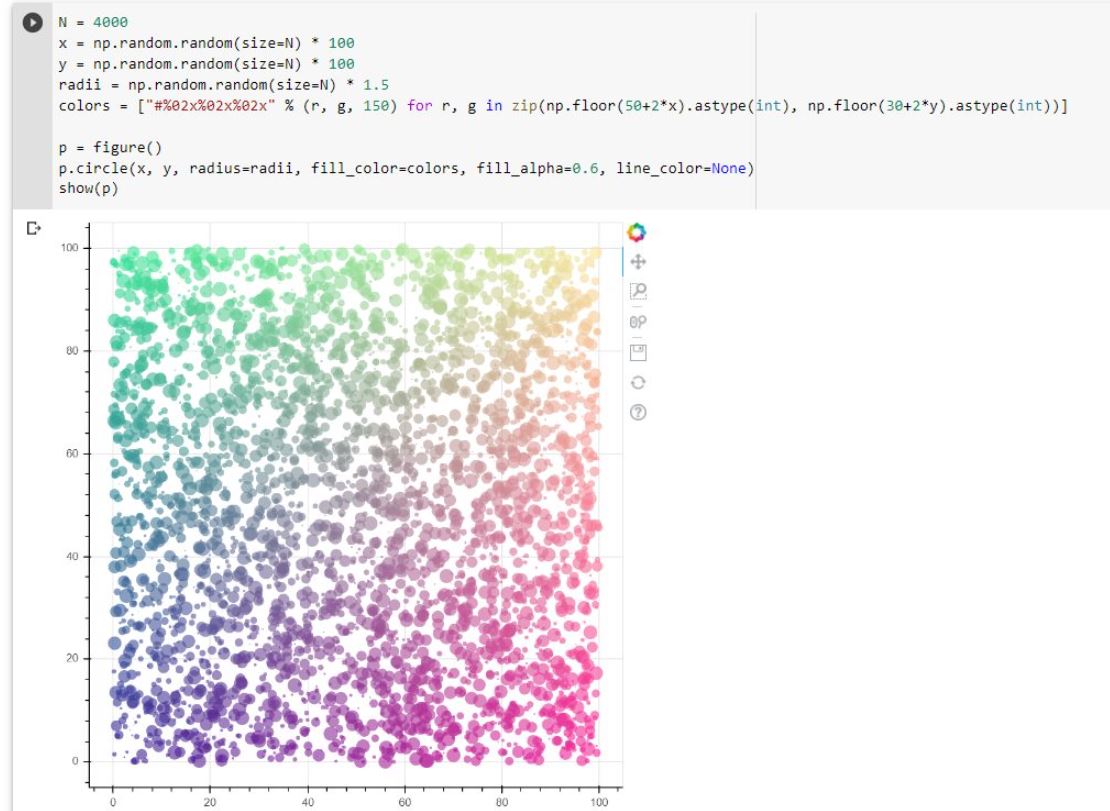 N = 4000
x = np.random.random(size=N) * 100
y = np.random.random(size=N) * 100
radii = np.random.random(size=N) * 1.5
colors = ["#%02x%02x%02x" % (r, g, 150) for r, g in zip(np.floor(50+2*x).astype(int), np.floor(30+2*y).astype(int))]
p = figure()
p.circle(x, y, radius=radii, fill_color=colors, fill_alpha=0.6, line_color=None)
show(p)
100
80
60
40
20
0
0 20 40 60 80 100